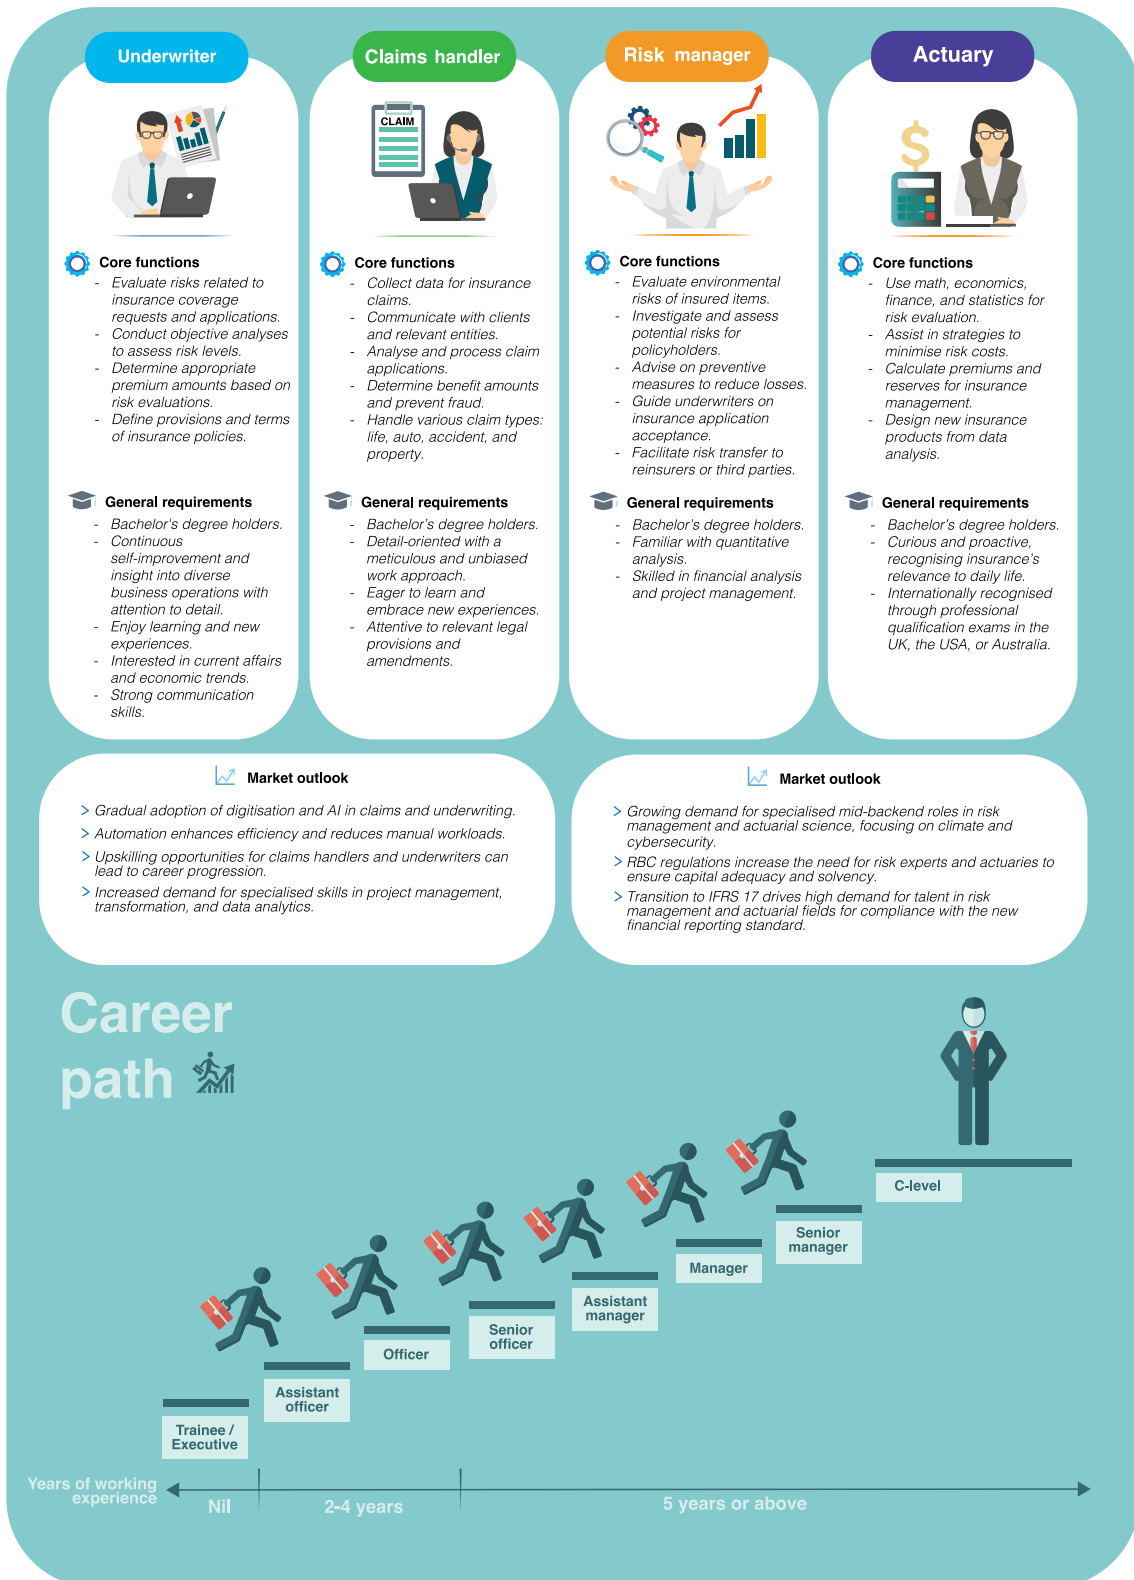 Underwriter
CLAIM
Core functions
- Evaluate risks related to
insurance coverage
requests and applications.
- Conduct objective analyses
to assess risk levels.
- Determine appropriate
premium amounts based on
risk evaluations.
- Define provisions and terms
of insurance policies.
General requirements
- Bachelor's degree holders.
- Continuous
self-improvement and
insight into diverse
business operations with
attention to detail.
- Enjoy learning and new
experiences.
- Interested in current affairs
and economic trends.
- Strong communication
skills.
Claims handler
Core functions
- Collect data for insurance
claims.
- Communicate with clients
and relevant entities.
- Analyse and process claim
applications.
- Determine benefit amounts
and prevent fraud.
- Handle various claim types:
life, auto, accident, and
property.
General requirements
- Bachelor's degree holders.
- Detail-oriented with a
meticulous and unbiased
work approach.
- Eager to learn and
embrace new experiences.
- Attentive to relevant legal
provisions and
amendments.
Risk manager
Core functions
- Evaluate environmental
risks of insured items.
- Investigate and assess
potential risks for
policyholders.
- Advise on preventive
measures to reduce losses.
- Guide underwriters on
insurance application
acceptance.
- Facilitate risk transfer to
reinsurers or third parties.
General requirements
- Bachelor's degree holders.
- Familiar with quantitative
analysis.
- Skilled in financial analysis
and project management.
Actuary
$
Core functions
- Use math, economics,
finance, and statistics for
risk evaluation.
- Assist in strategies to
minimise risk costs.
- Calculate premiums and
reserves for insurance
management.
- Design new insurance
products from data
analysis.
General requirements
- Bachelor's degree holders.
- Curious and proactive,
recognising insurance's
relevance to daily life.
- Internationally recognised
through professional
qualification exams in the
UK, the USA, or Australia.
Market outlook
> Gradual adoption of digitisation and AI in claims and underwriting.
> Automation enhances efficiency and reduces manual workloads.
> Upskilling opportunities for claims handlers and underwriters can
lead to career progression.
> Increased demand for specialised skills in project management,
transformation, and data analytics.
Market outlook
> Growing demand for specialised mid-backend roles in risk
management and actuarial science, focusing on climate and
cybersecurity.
> RBC regulations increase the need for risk experts and actuaries to
ensure capital adequacy and solvency.
> Transition to IFRS 17 drives high demand for talent in risk
management and actuarial fields for compliance with the new
financial reporting standard.
Career
path
Trainee /
Executive
Assistant
officer
Officer
Senior
officer
Assistant
manager
Manager
Senior
manager
C-level
Years of working
experience
Nil
2-4 years
5 years or above